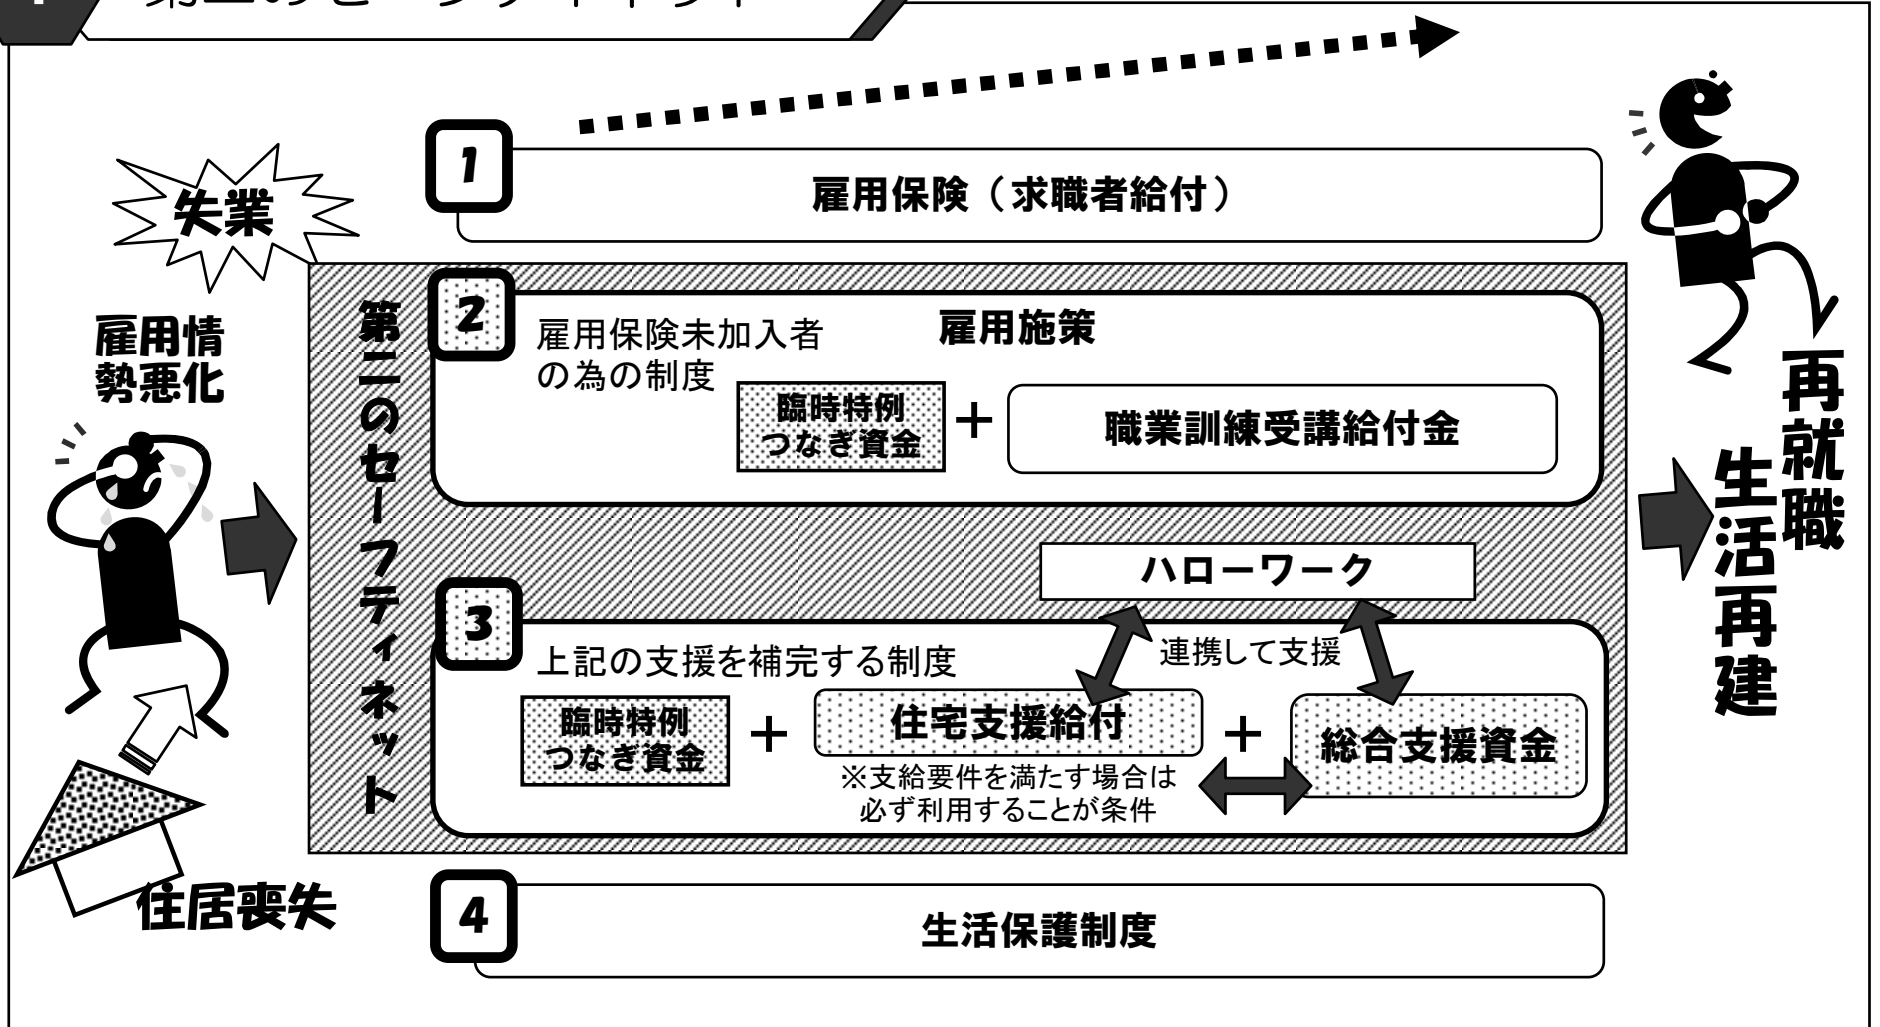 1
雇用保険（求職者給付）
失業
雇用情
勢悪化
第二のセーフティネット
2
雇用保険未加入者
の為の制度
雇用施策
臨時特例
つなぎ資金
＋
職業訓練受講給付金
ハローワーク
3
上記の支援を補完する制度
連携して支援
臨時特例
つなぎ資金
＋
住宅支援給付
※支給要件を満たす場合は
必ず利用することが条件
＋
総合支援資金
再就職
生活再建
住居喪失
4
生活保護制度